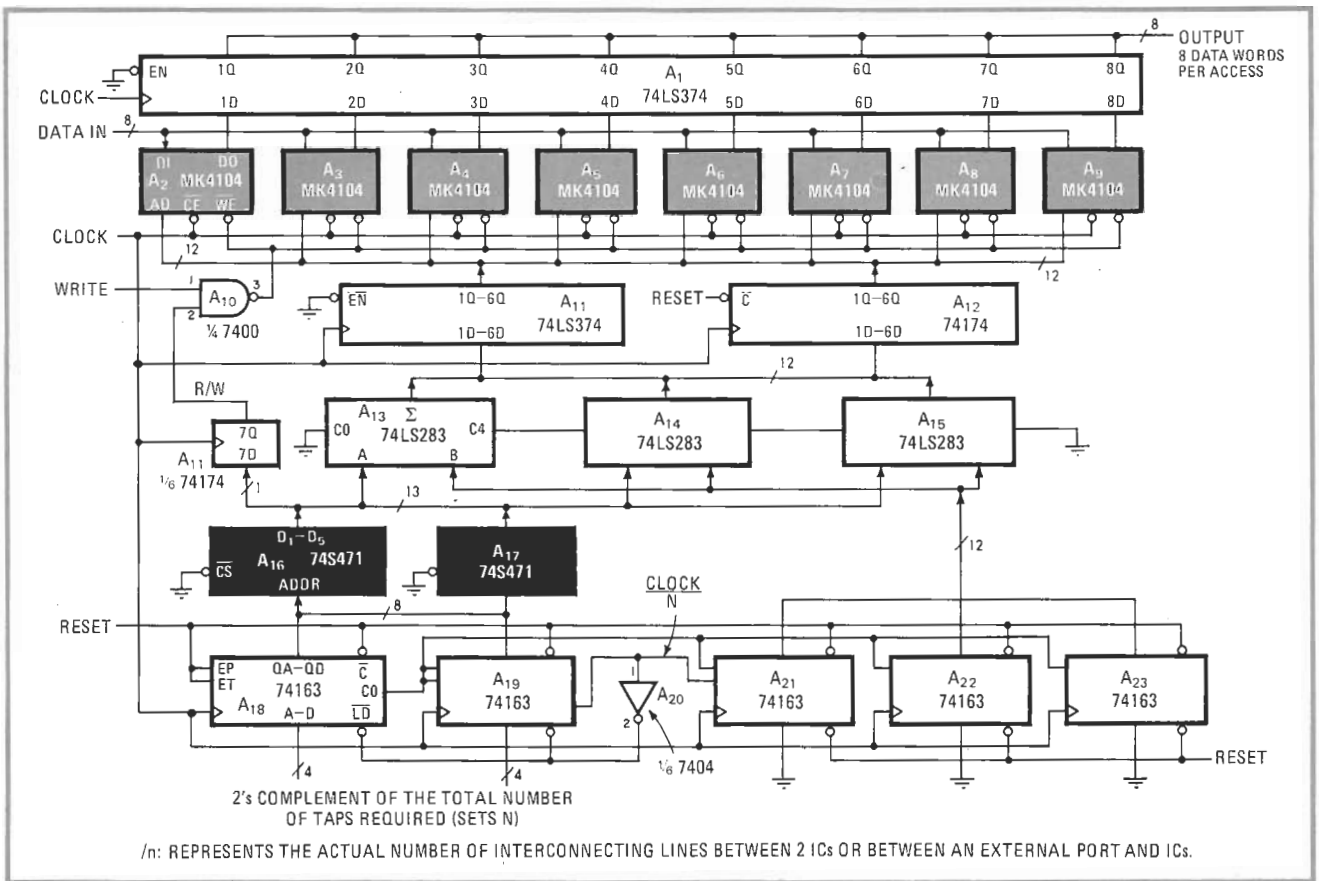 8
OUTPUT
8 DATA WORDS
PER ACCESS
EN 1Q 2Q 3Q 4Q A1 5Q 6Q 7Q 8Q
74LS374
CLOCK
1D 2D 3D 4D 5D 6D 7D 8D
DATA IN 8
DI DO
A2 MK4104
AD CE WE
A3
MK4104
A4
MK4104
A5
MK4104
A6
MK4104
A7
MK4104
A8
MK4104
A9
MK4104
CLOCK
12 12
WRITE
1
2
3
A10
¼ 7400
EN 1Q-6Q A11
74LS374
1D-6D
RESET
C 1Q-6Q A12
74174
1D-6D
12
R/W
7Q
7D
A11
1/6 74174
1
A13 Σ
74LS283
C0 C4
A B
A14
74LS283
A15
74LS283
13
D1-D5
A16 74S471
CS
ADDR
A17
74S471
12
8
CLOCK
N
RESET
EP QA-QD C
ET 74163 CO
A18 A-D LD
A19
74163
1
A20
2
1/6 7404
A21
74163
A22
74163
A23
74163
RESET
4 4
2's COMPLEMENT OF THE TOTAL NUMBER
OF TAPS REQUIRED (SETS N)
/n: REPRESENTS THE ACTUAL NUMBER OF INTERCONNECTING LINES BETWEEN 2 ICs OR BETWEEN AN EXTERNAL PORT AND ICs.